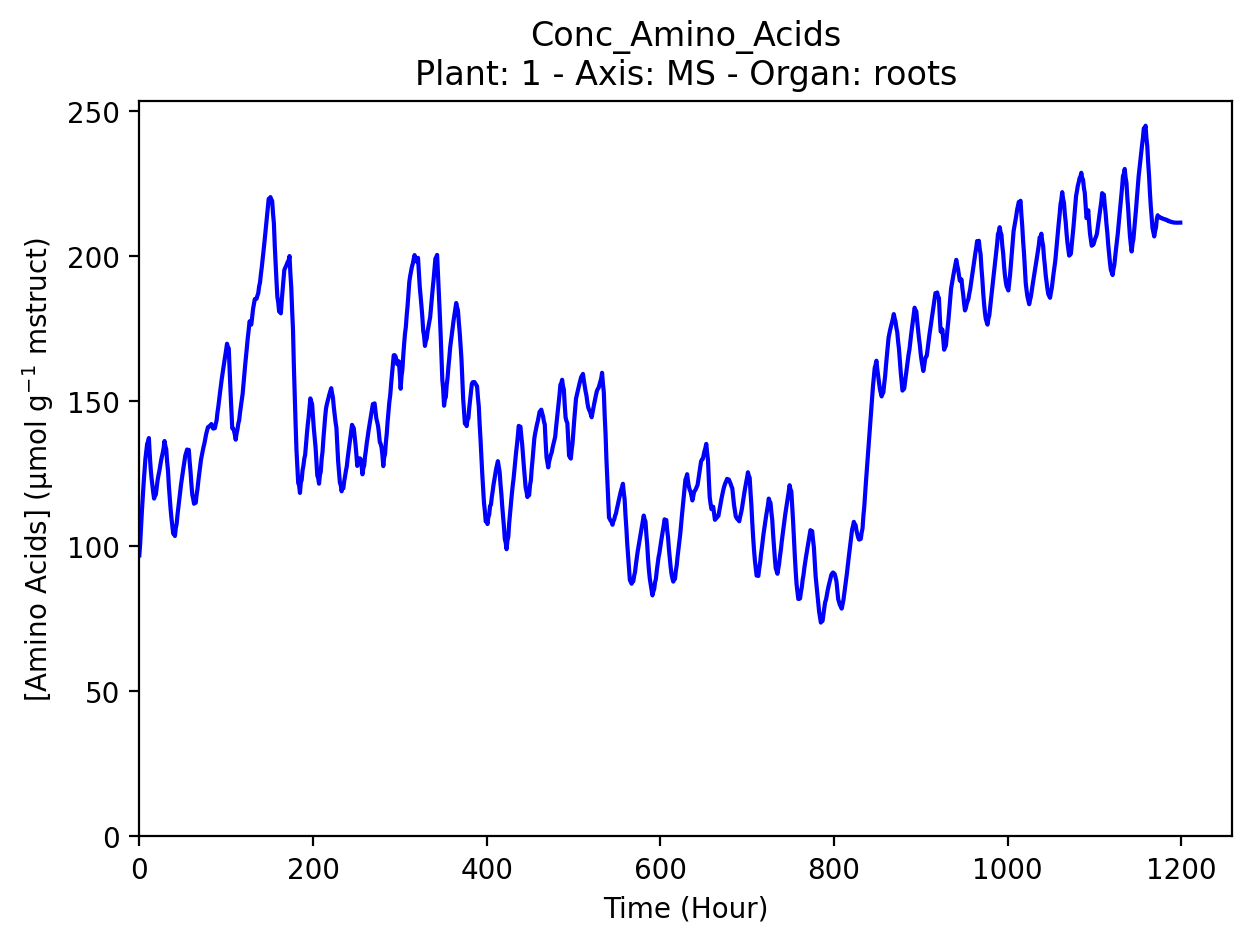 Conc_Amino_Acids
Plant: 1 - Axis: MS - Organ: roots
[Amino Acids] (µmol g⁻¹ mstruct)
250
200
150
100
50
0
0 200 400 600 800 1000 1200
Time (Hour)